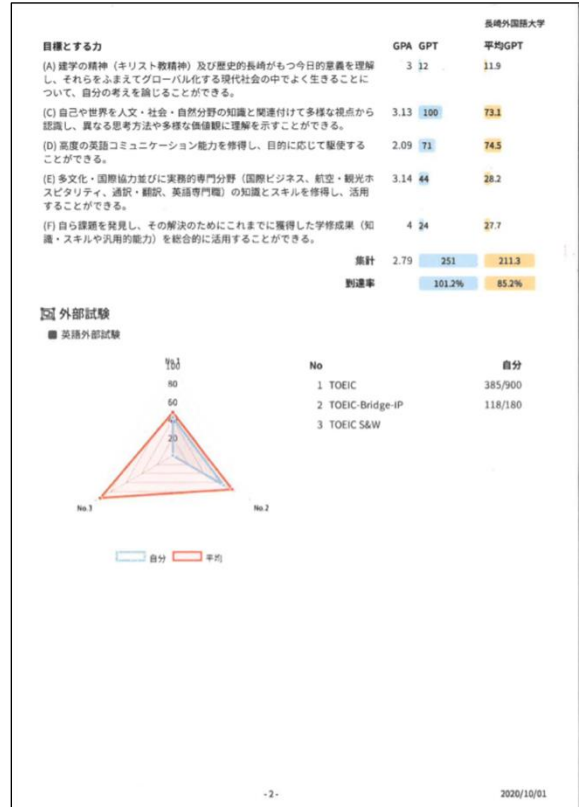 長崎外国語大学
目標とする力 GPA GPT 平均GPT
(A) 建学の精神（キリスト教精神）及び歴史的長崎がもつ今日的意義を理解 3 12 11.9
し、それらをふまえてグローバル化する現代社会の中でよく生きることに
ついて、自分の考えを論じることができる。
(C) 自己や世界を人文・社会・自然分野の知識と関連付けて多様な視点から 3.13 100 73.1
認識し、異なる思考方法や多様な価値観に理解を示すことができる。
(D) 高度の英語コミュニケーション能力を修得し、目的に応じて駆使する 2.09 71 74.5
ことができる。
(E) 多文化・国際協力並びに実務的専門分野（国際ビジネス、航空・観光ホ 3.14 44 28.2
スピタリティ、通訳・翻訳、英語専門職）の知識とスキルを修得し、活用
することができる。
(F) 自ら課題を発見し、その解決のためにこれまでに獲得した学修成果（知 4 24 27.7
識・スキルや汎用的能力）を総合的に活用することができる。
集計 2.79 251 211.3
到達率 101.2% 85.2%
外部試験
英語外部試験
No.1
100
80
60
20
No.3
No.2
自分 平均
No 自分
1 TOEIC 385/900
2 TOEIC-Bridge-IP 118/180
3 TOEIC S&W
- 2 -
2020/10/01